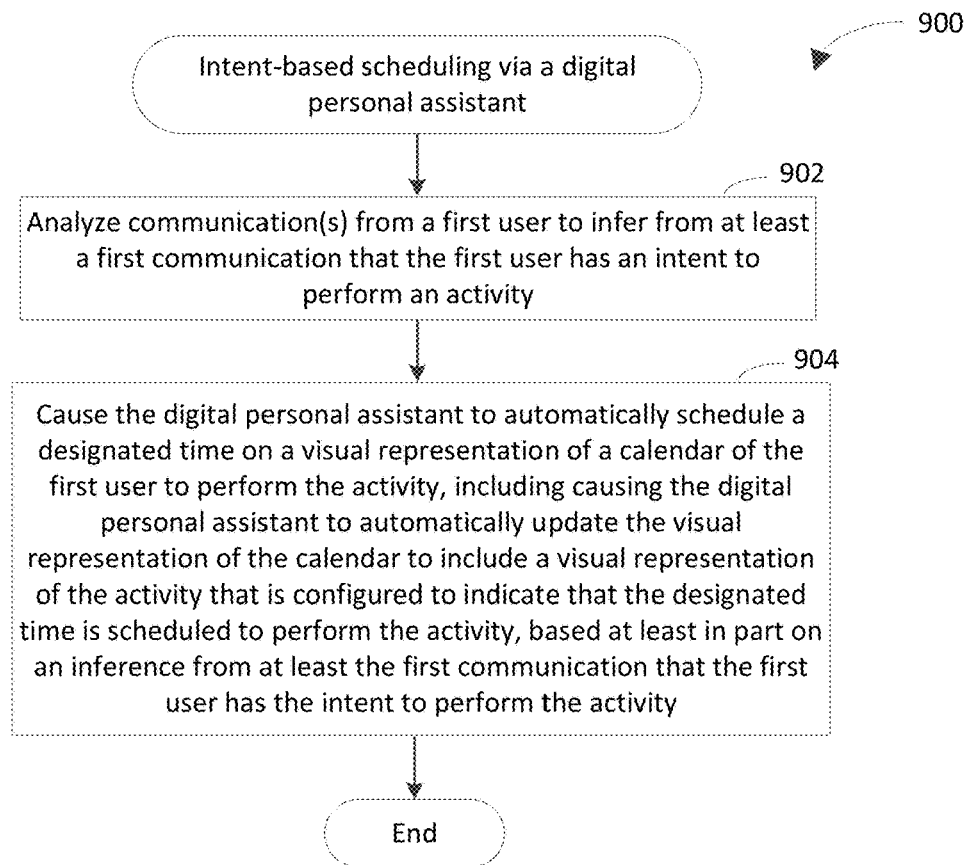 900
Intent-based scheduling via a digital
personal assistant
902
Analyze communication(s) from a first user to infer from at least
a first communication that the first user has an intent to
perform an activity
904
Cause the digital personal assistant to automatically schedule a
designated time on a visual representation of a calendar of the
first user to perform the activity, including causing the digital
personal assistant to automatically update the visual
representation of the calendar to include a visual representation
of the activity that is configured to indicate that the designated
time is scheduled to perform the activity, based at least in part on
an inference from at least the first communication that the first
user has the intent to perform the activity
End